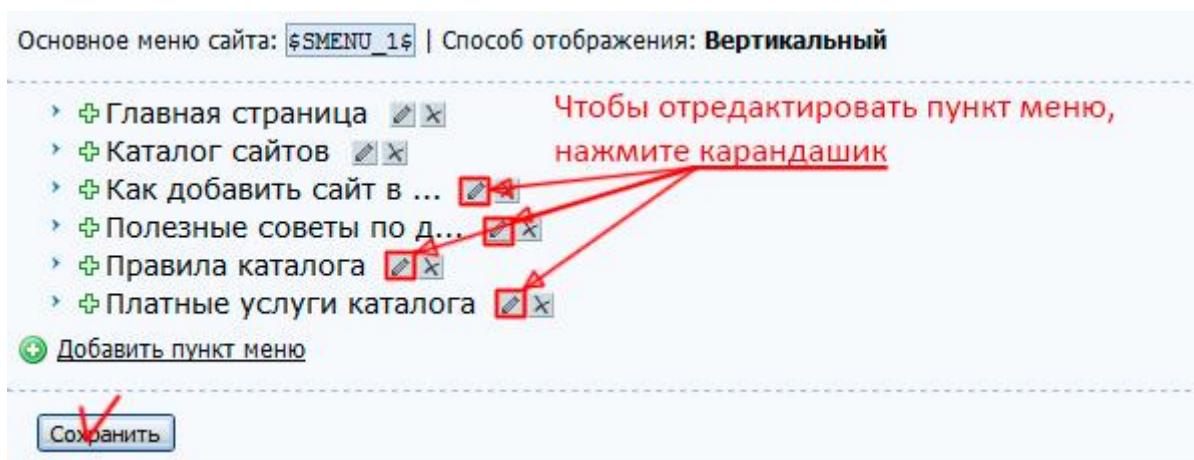 Основное меню сайта: $SMENU_1$ | Способ отображения: Вертикальный
Главная страница
Чтобы отредактировать пункт меню,
Каталог сайтов
нажмите карандашик
Как добавить сайт в ...
Полезные советы по д...
Правила каталога
Платные услуги каталога
Добавить пункт меню
Сохранить